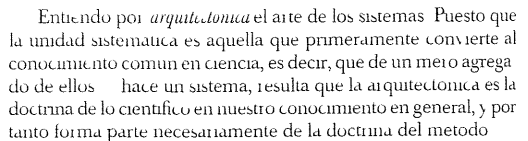 Entiendo por arquitectonica el arte de los sistemas Puesto que
la unidad sistematica es aquella que primeramente convierte al
conocimiento comun en ciencia, es decir, que de un mero agrega
do de ellos hace un sistema, resulta que la arquitectonica es la
doctrina de lo cientifico en nuestro conocimiento en general, y por
tanto forma parte necesariamente de la doctrina del metodo